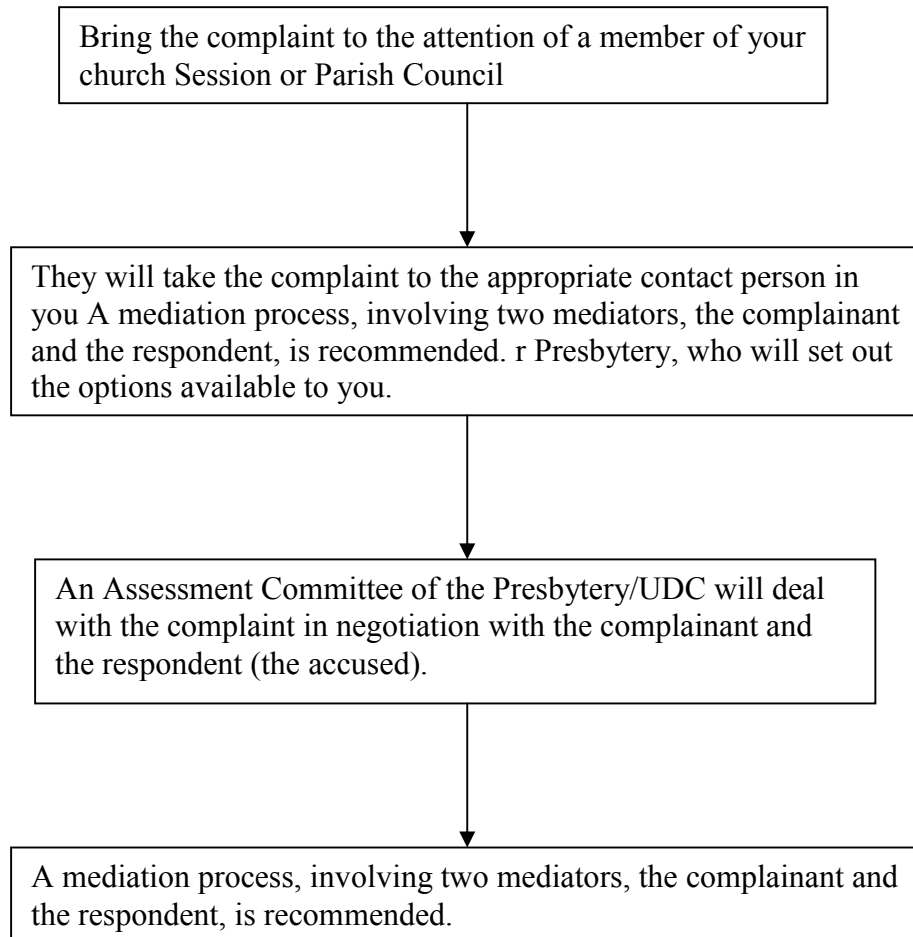 Bring the complaint to the attention of a member of your
church Session or Parish Council
They will take the complaint to the appropriate contact person in
you A mediation process, involving two mediators, the complainant
and the respondent, is recommended. r Presbytery, who will set out
the options available to you.
An Assessment Committee of the Presbytery/UDC will deal
with the complaint in negotiation with the complainant and
the respondent (the accused).
A mediation process, involving two mediators, the complainant and
the respondent, is recommended.